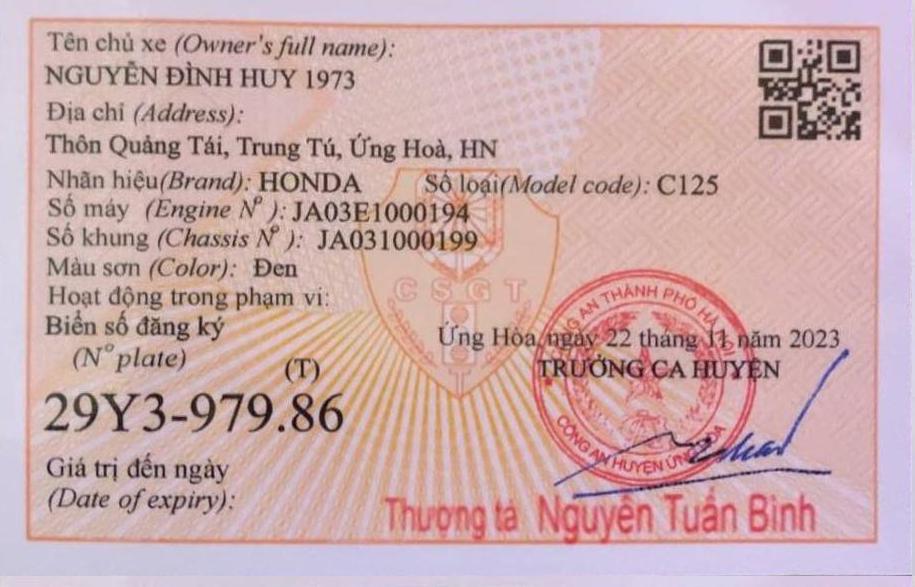 Tên chủ xe (Owner's full name):
NGUYỄN ĐÌNH HUY 1973
Địa chỉ (Address):
Thôn Quảng Tái, Trung Tú, Ứng Hoà, HN
Nhãn hiệu(Brand): HONDA Số loại(Model code): C125
Số máy (Engine Nº ): JA03E1000194
Số khung (Chassis Nº ): JA031000199
Màu sơn (Color): Đen
Hoạt động trong phạm vi:
Biển số đăng ký
(N° plate)
(T)
29Y3-979.86
Giá trị đến ngày
(Date of expiry):
CSGT
Ứng Hòa, ngày 22 tháng 11 năm 2023
TRƯỞNG CA HUYỆN
CÔNG AN THÀNH PHỐ HÀ NỘI
CÔNG AN HUYỆN ỨNG HÒA
Thượng tá Nguyễn Tuấn Bình